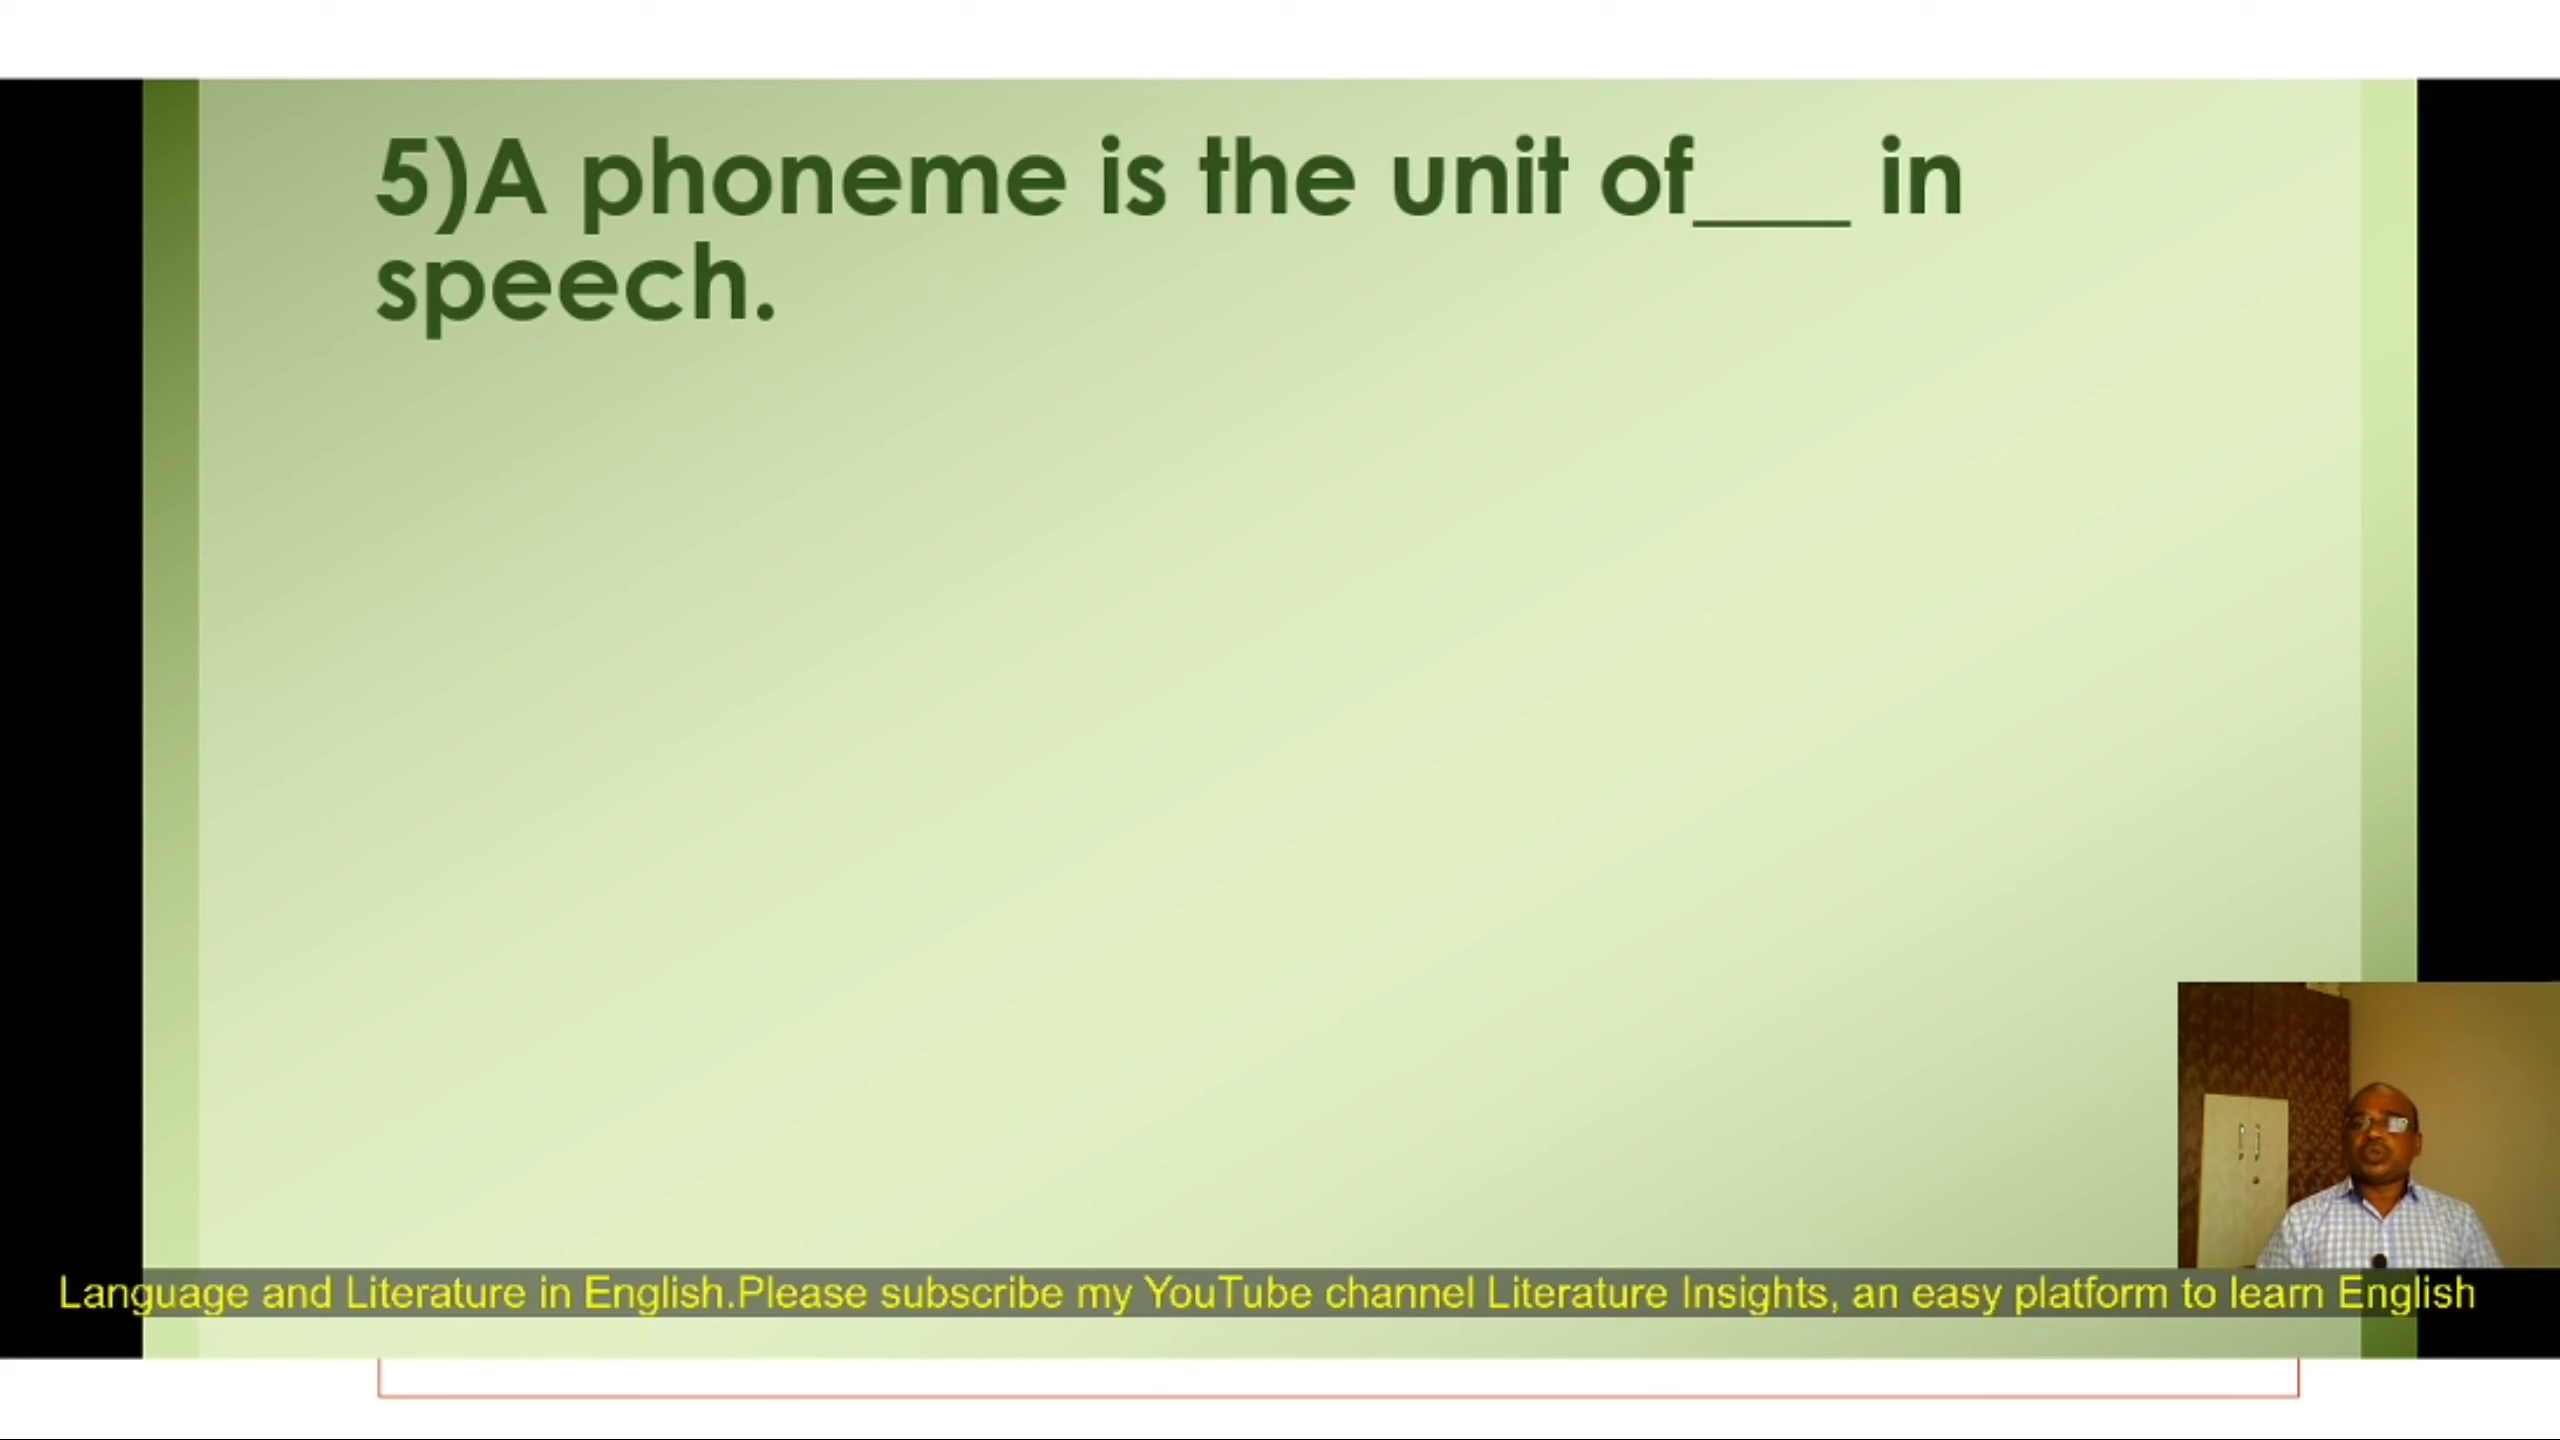 5)A phoneme is the unit of___ in
speech.
Language and Literature in English.Please subscribe my YouTube channel Literature Insights, an easy platform to learn English